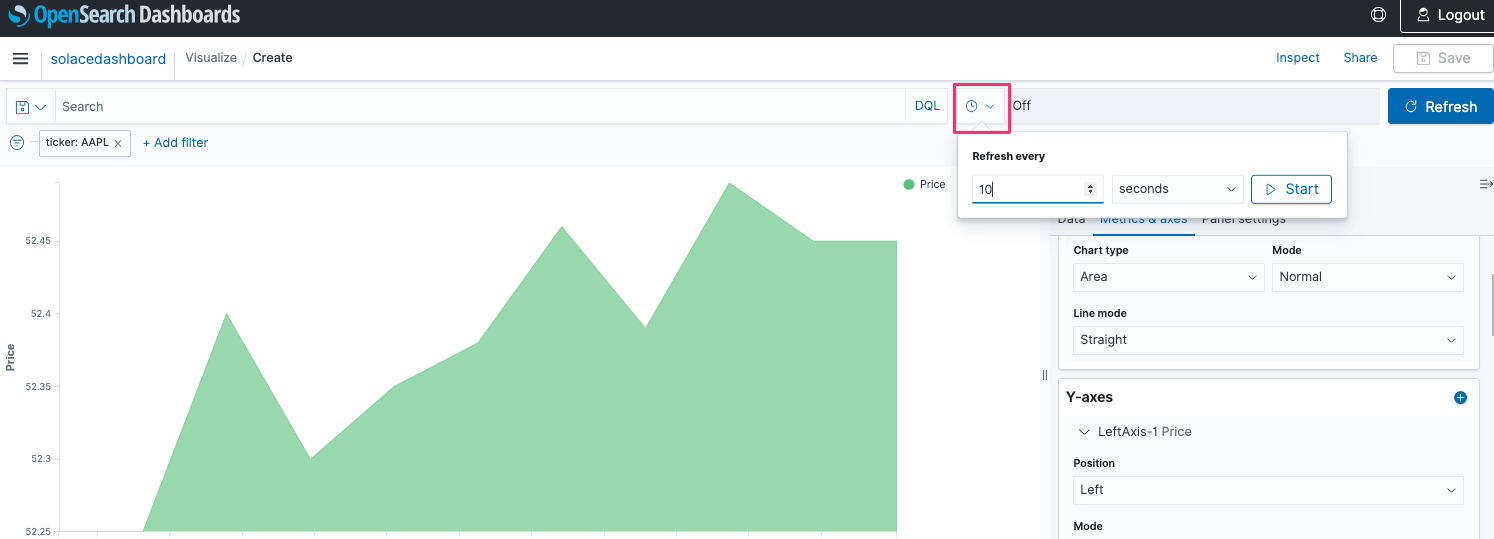 OpenSearch Dashboards
Logout
solacedashboard
Visualize / Create
Inspect
Share
Save
Search
DQL
Off
Refresh
ticker: AAPL ×
+ Add filter
Refresh every
10
seconds
Start
Price
Data
Metrics & axes
Panel settings
Chart type
Mode
Area
Normal
Line mode
Straight
Y-axes
LeftAxis-1 Price
Position
Left
Mode
52.45
52.4
52.35
52.3
52.25
Price